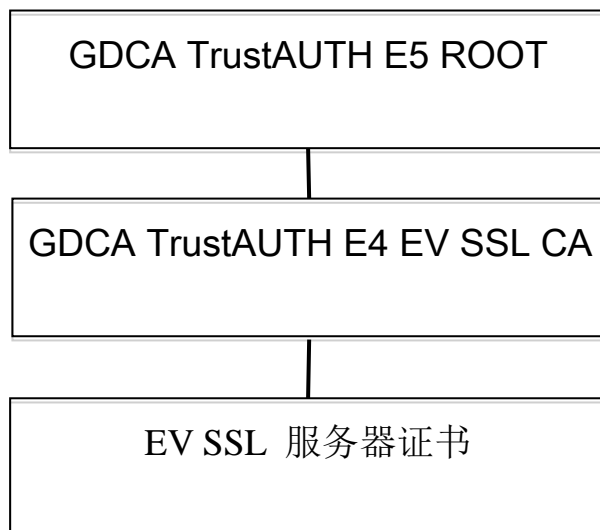 GDCA TrustAUTH E5 ROOT
GDCA TrustAUTH E4 EV SSL CA
EV SSL 服务器证书